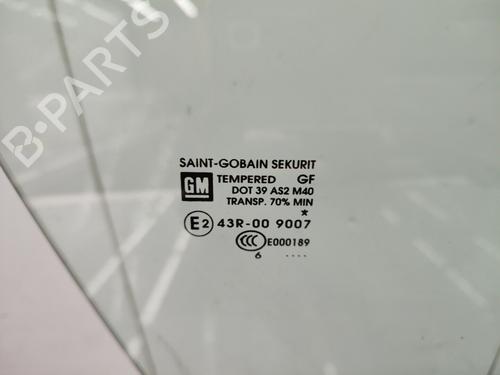 SAINT-GOBAIN SEKURIT
GM TEMPERED GF
DOT 39 AS2 M40
TRANSP. 70% MIN
*
E2 43R-00 9007
CCC E000189
6 ....
B-PARTS